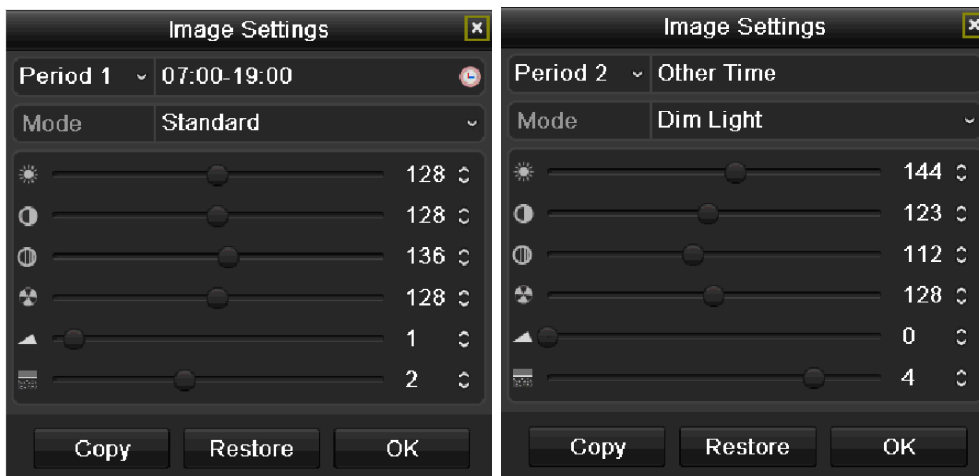 Image Settings
Period 1
07:00-19:00
Mode
Standard
128
128
136
128
1
2
Copy
Restore
OK
Image Settings
Period 2
Other Time
Mode
Dim Light
144
123
112
128
0
4
Copy
Restore
OK